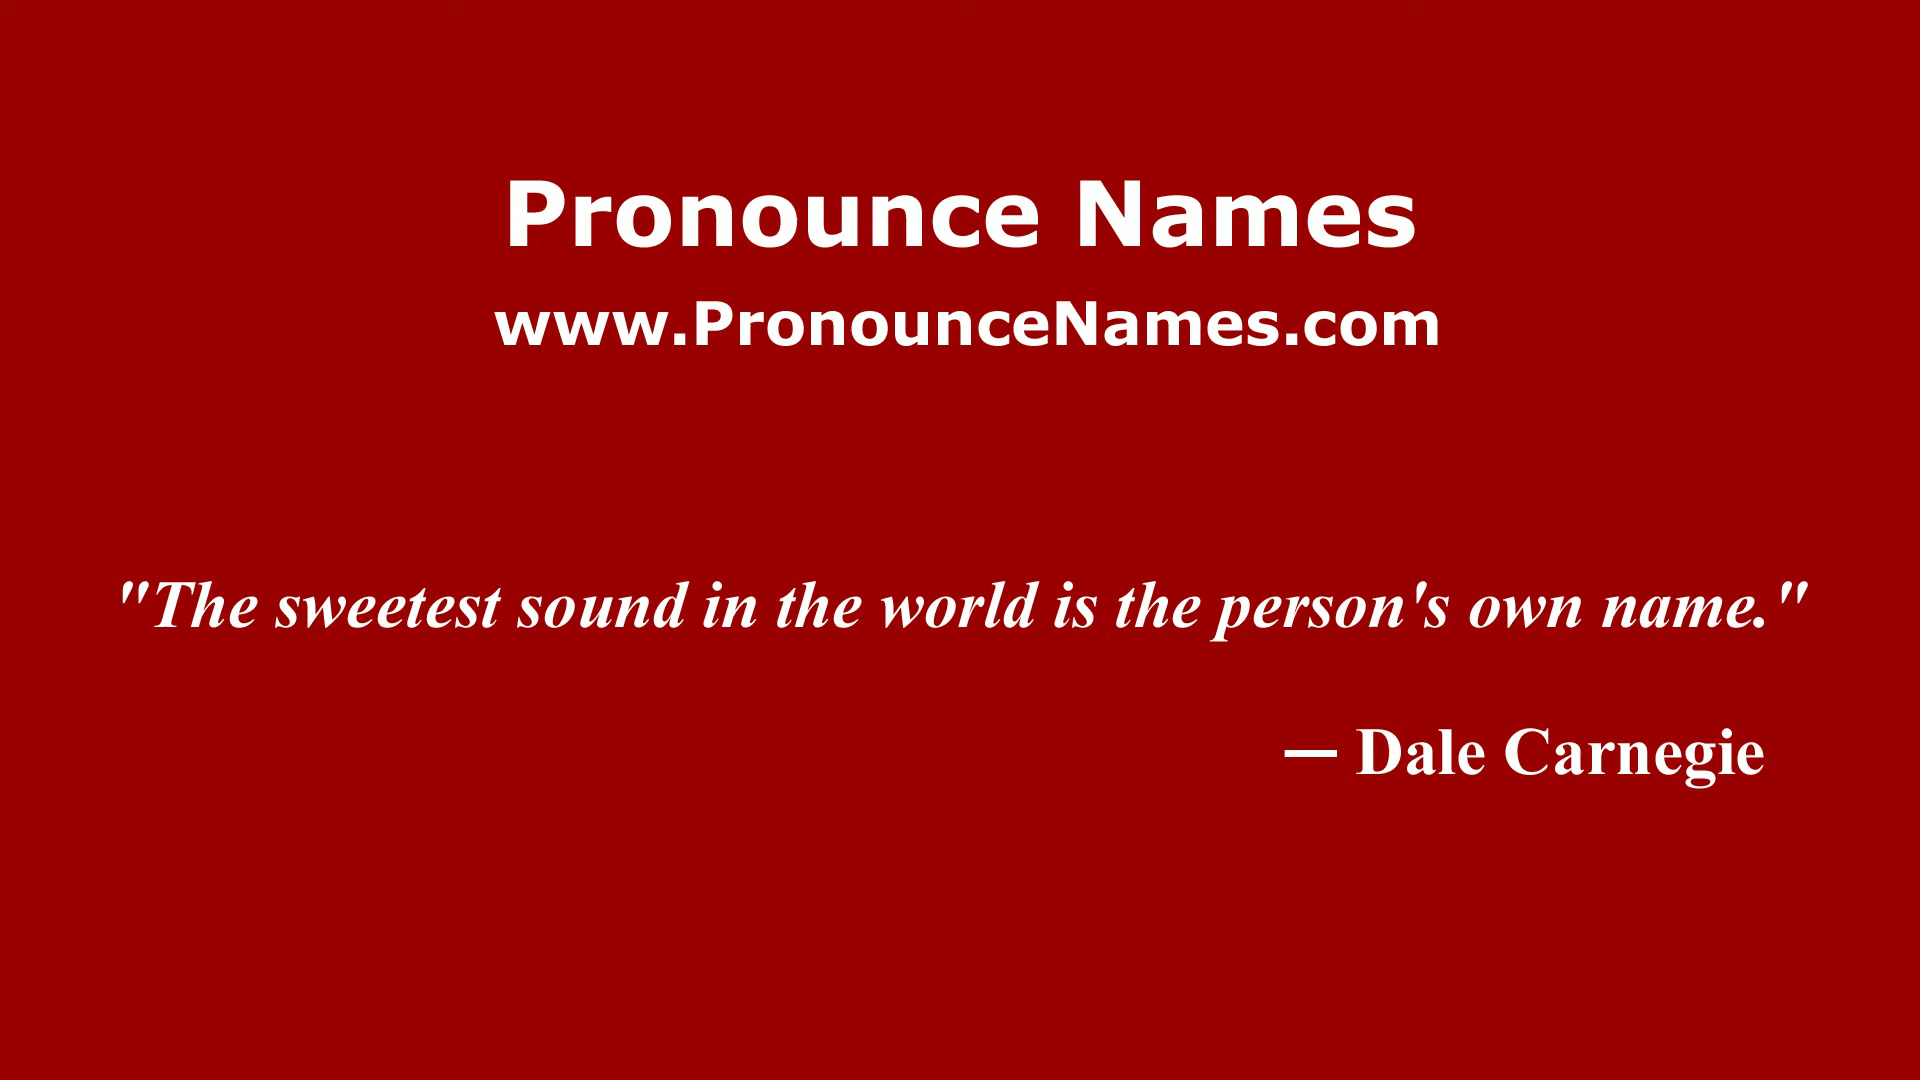 Pronounce Names
www.PronounceNames.com
"The sweetest sound in the world is the person's own name."
— Dale Carnegie